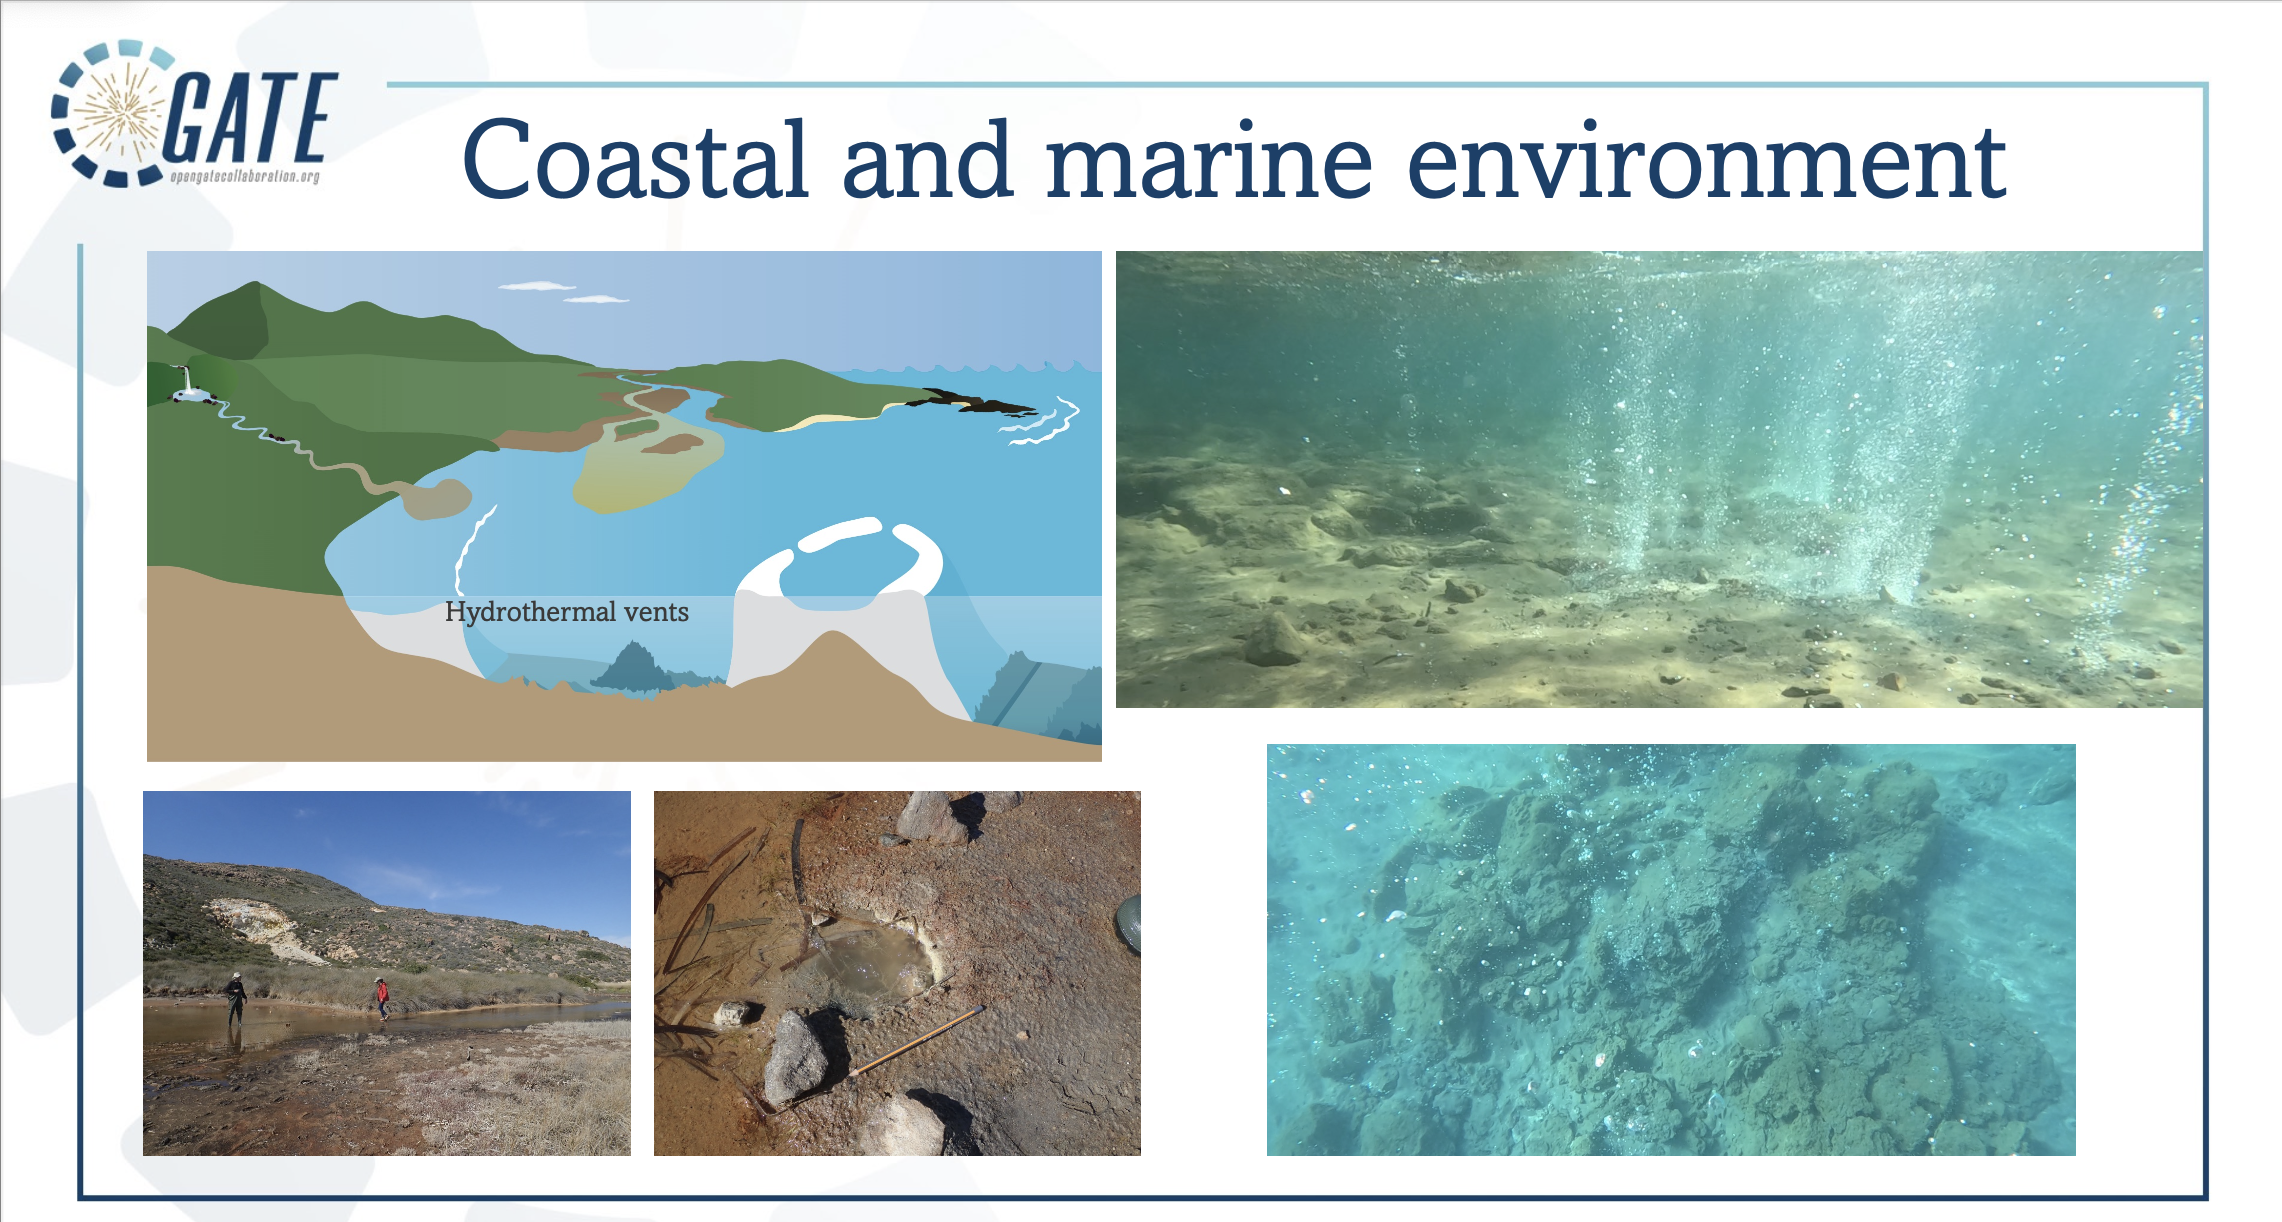 GATE
opengatecollaboration.org
Coastal and marine environment
Hydrothermal vents